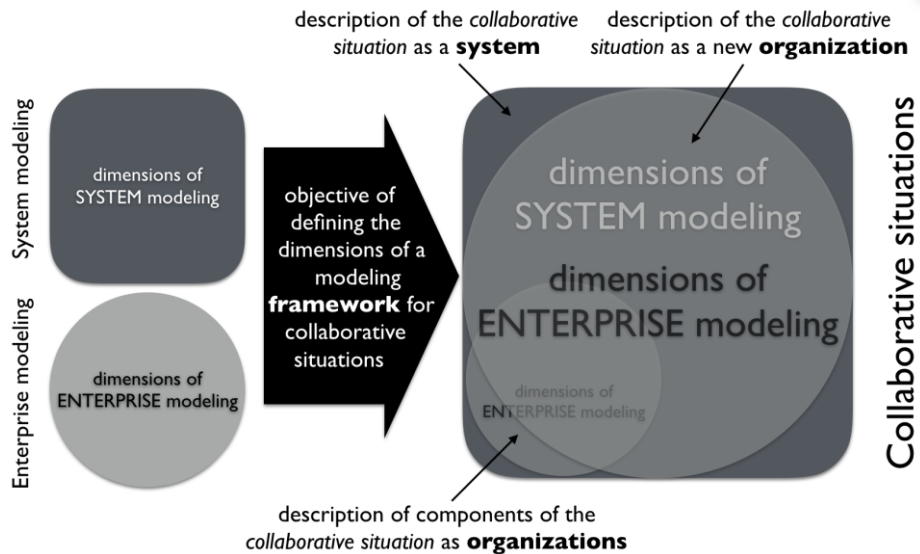 description of the collaborative
situation as a system
description of the collaborative
situation as a new organization
System modeling
dimensions of
SYSTEM modeling
Enterprise modeling
dimensions of
ENTERPRISE modeling
objective of
defining the
dimensions of a
modeling
framework for
collaborative
situations
dimensions of
SYSTEM modeling
dimensions of
ENTERPRISE modeling
dimensions of
ENTERPRISE modeling
Collaborative situations
description of components of the
collaborative situation as organizations